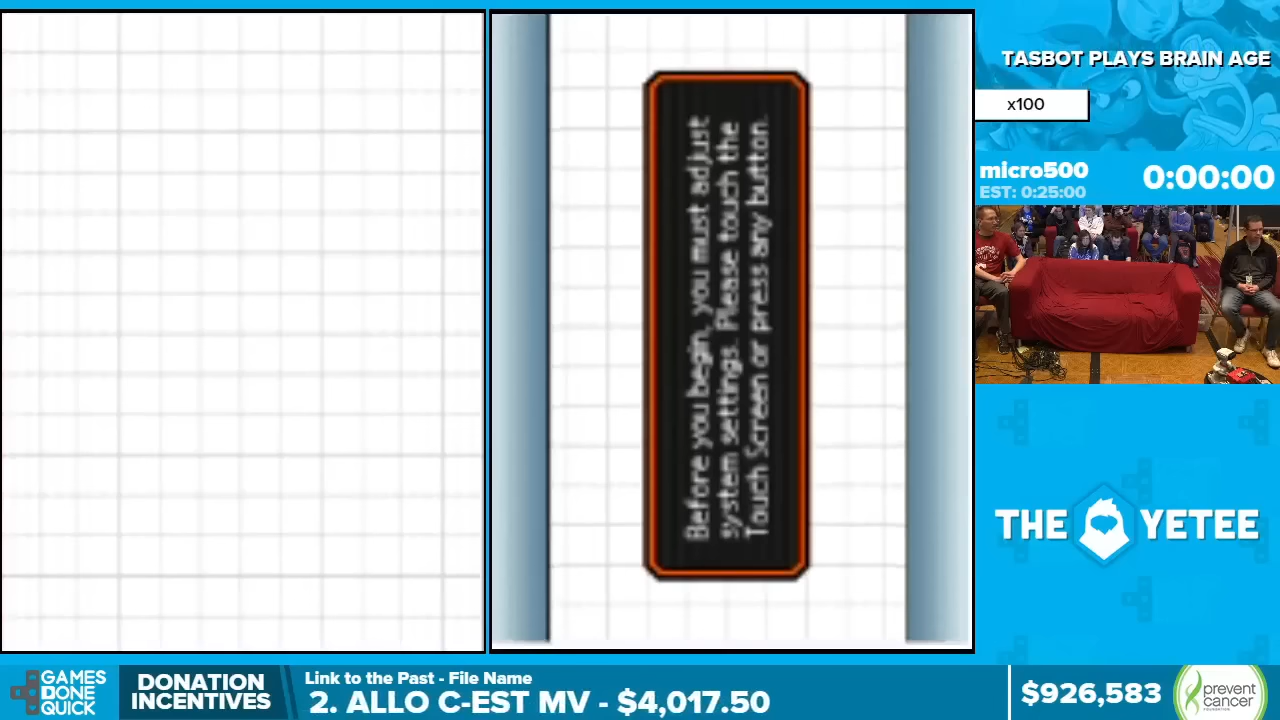 Before you begin, you must adjust
system settings. Please touch the
Touch Screen or press any button.
TASBOT PLAYS BRAIN AGE
x100
micro500
EST: 0:25:00
0:00:00
THE YETEE
GAMES
DONE
QUICK
DONATION
INCENTIVES
Link to the Past - File Name
2. ALLO C-EST MV - $4,017.50
$926,583
prevent
cancer
FOUNDATION